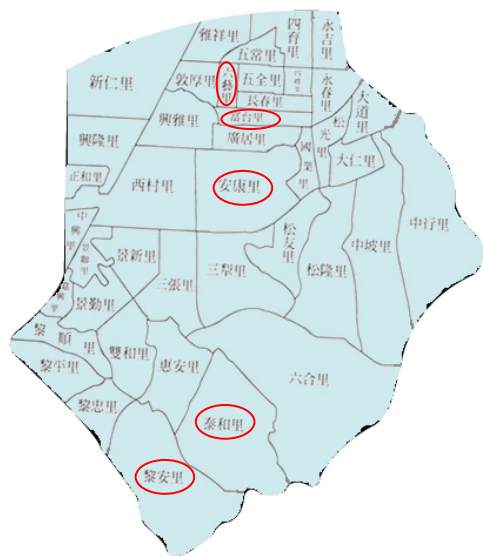 雅祥里
四育里
永吉里
五常里
新仁里
敦厚里
六藝里
五全里
四維里
永春里
長春里
大道里
興雅里
富台里
松光里
興隆里
廣居里
國業里
大仁里
正和里
西村里
安康里
中行里
中興里
景新里
松友里
中坡里
景聯里
三張里
三犁里
松隆里
嘉興里
景勤里
黎順里
雙和里
惠安里
黎平里
六合里
黎忠里
泰和里
黎安里